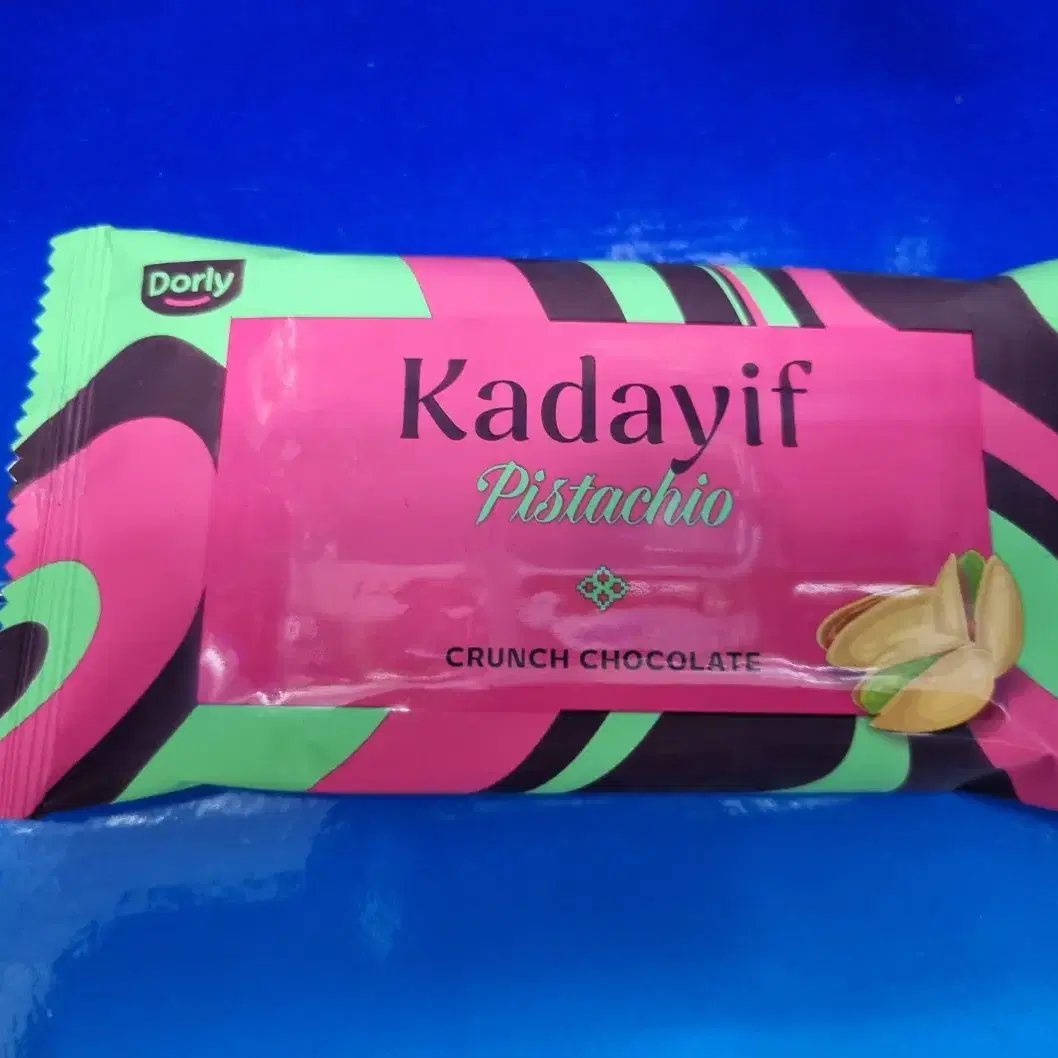 Dorly
Kadayif
Pistachio
CRUNCH CHOCOLATE